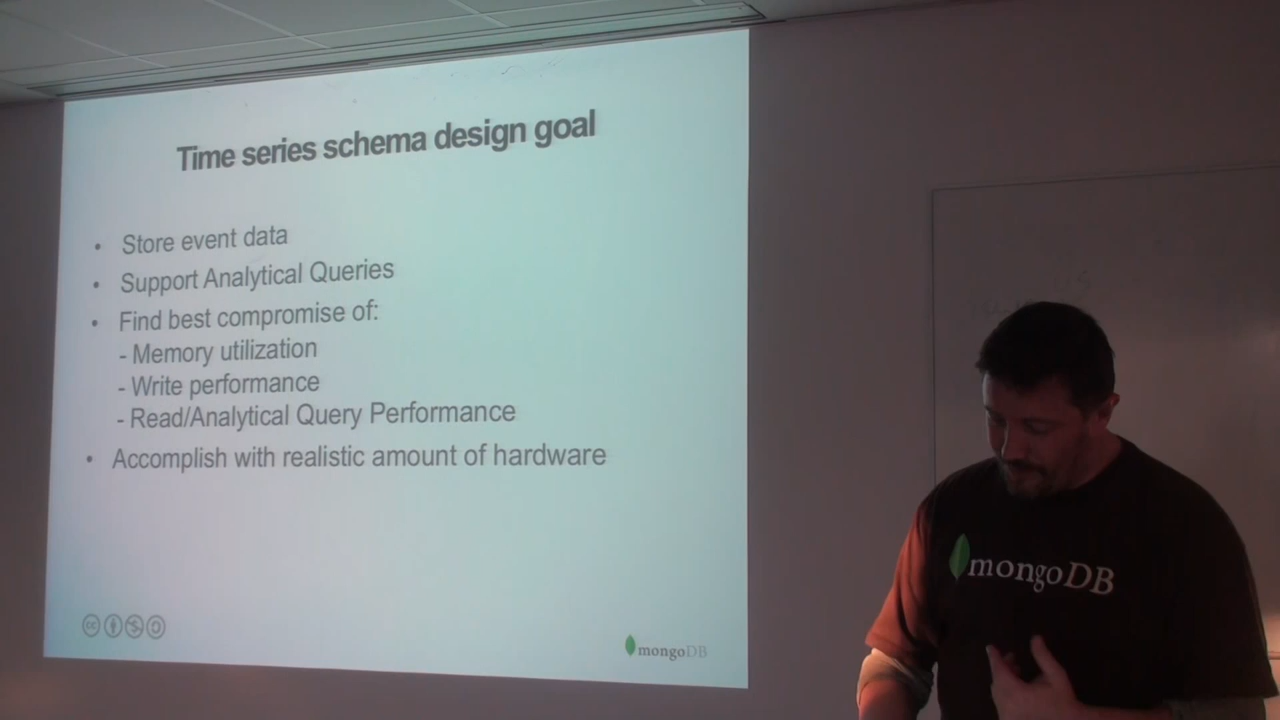 Time series schema design goal
• Store event data
• Support Analytical Queries
• Find best compromise of:
- Memory utilization
- Write performance
- Read/Analytical Query Performance
• Accomplish with realistic amount of hardware
cc
mongoDB
mongoDB